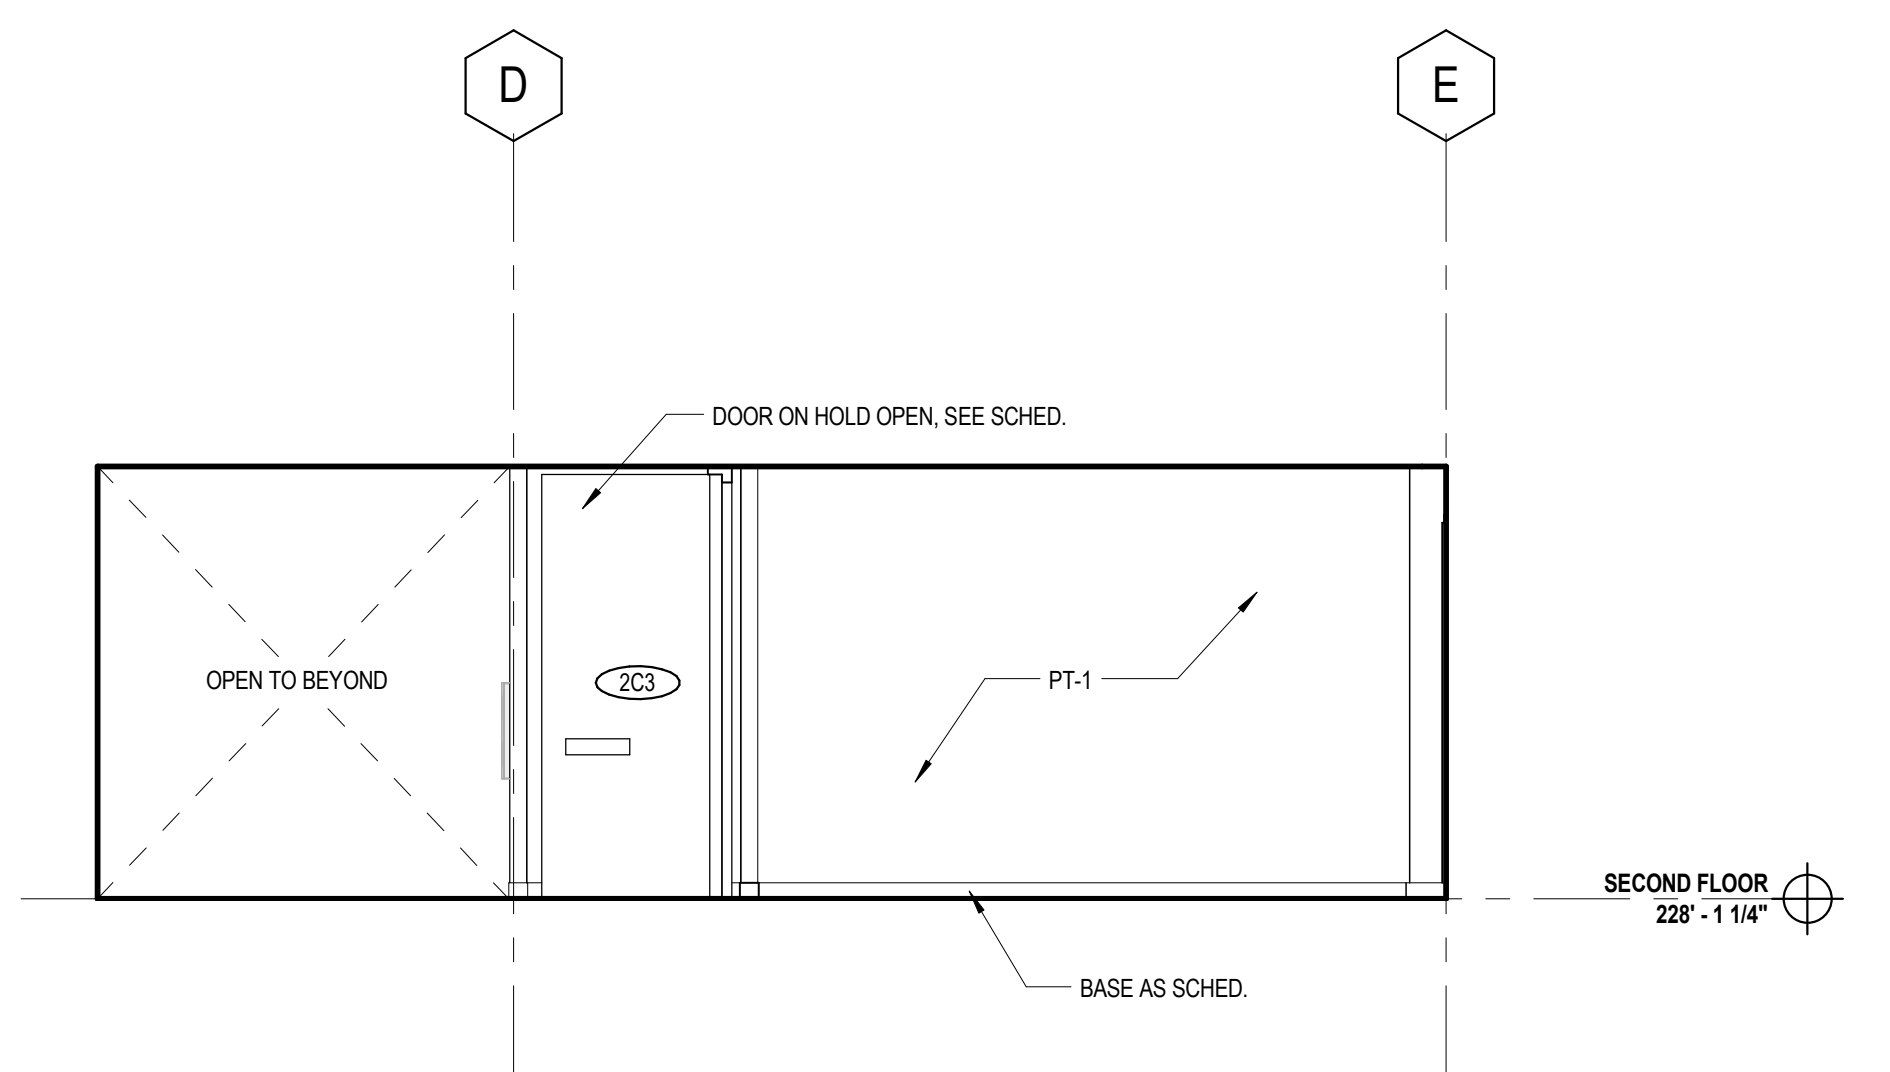 D
E
DOOR ON HOLD OPEN, SEE SCHED.
OPEN TO BEYOND
2C3
PT-1
SECOND FLOOR
228' - 1 1/4"
BASE AS SCHED.